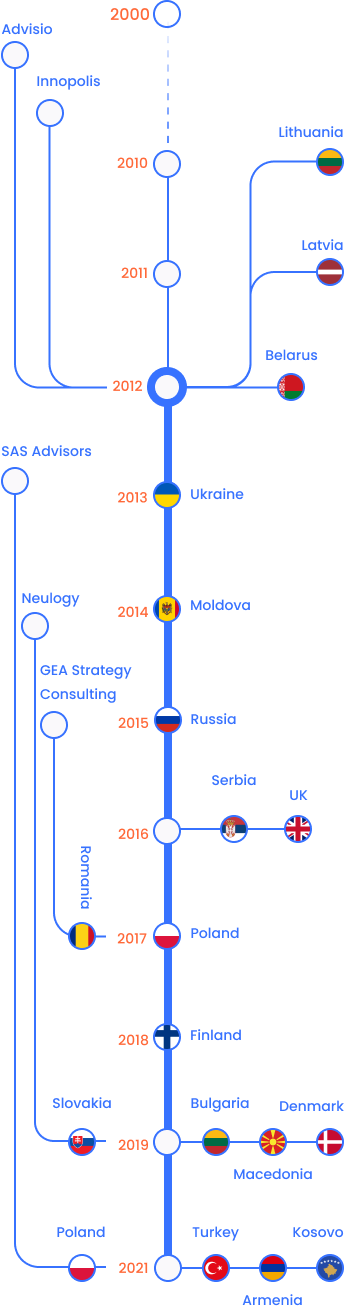 2000
Advisio
Innopolis
Lithuania
2010
Latvia
2011
Belarus
2012
SAS Advisors
2013
Ukraine
Neulogy
2014
Moldova
GEA Strategy
Consulting
2015
Russia
Serbia
UK
2016
Romania
2017
Poland
2018
Finland
Slovakia
Bulgaria
Denmark
2019
Macedonia
Poland
Turkey
Kosovo
2021
Armenia